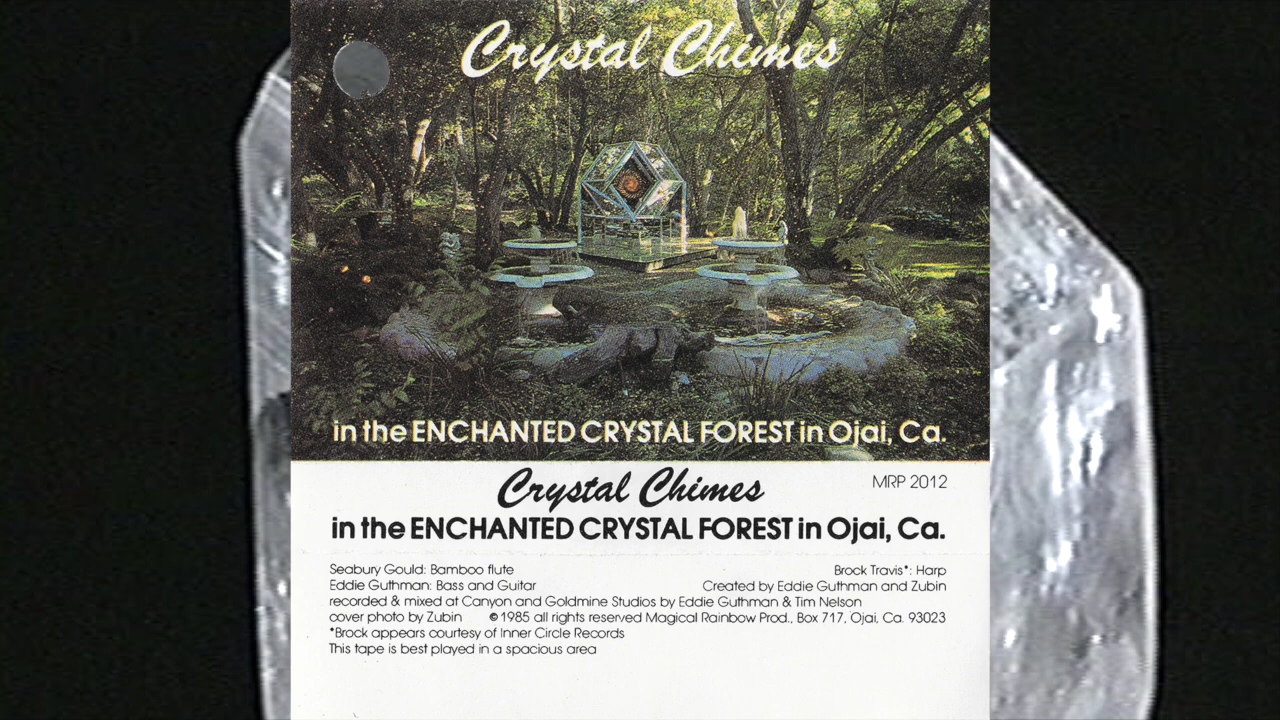 Crystal Chimes
in the ENCHANTED CRYSTAL FOREST in Ojai, Ca.
Crystal Chimes
MRP 2012
in the ENCHANTED CRYSTAL FOREST in Ojai, Ca.
Seabury Gould: Bamboo flute
Brock Travis*: Harp
Eddie Guthman: Bass and Guitar
Created by Eddie Guthman and Zubin
recorded & mixed at Canyon and Goldmine Studios by Eddie Guthman & Tim Nelson
cover photo by Zubin
©1985 all rights reserved Magical Rainbow Prod., Box 717, Ojai, Ca. 93023
*Brock appears courtesy of Inner Circle Records
This tape is best played in a spacious area